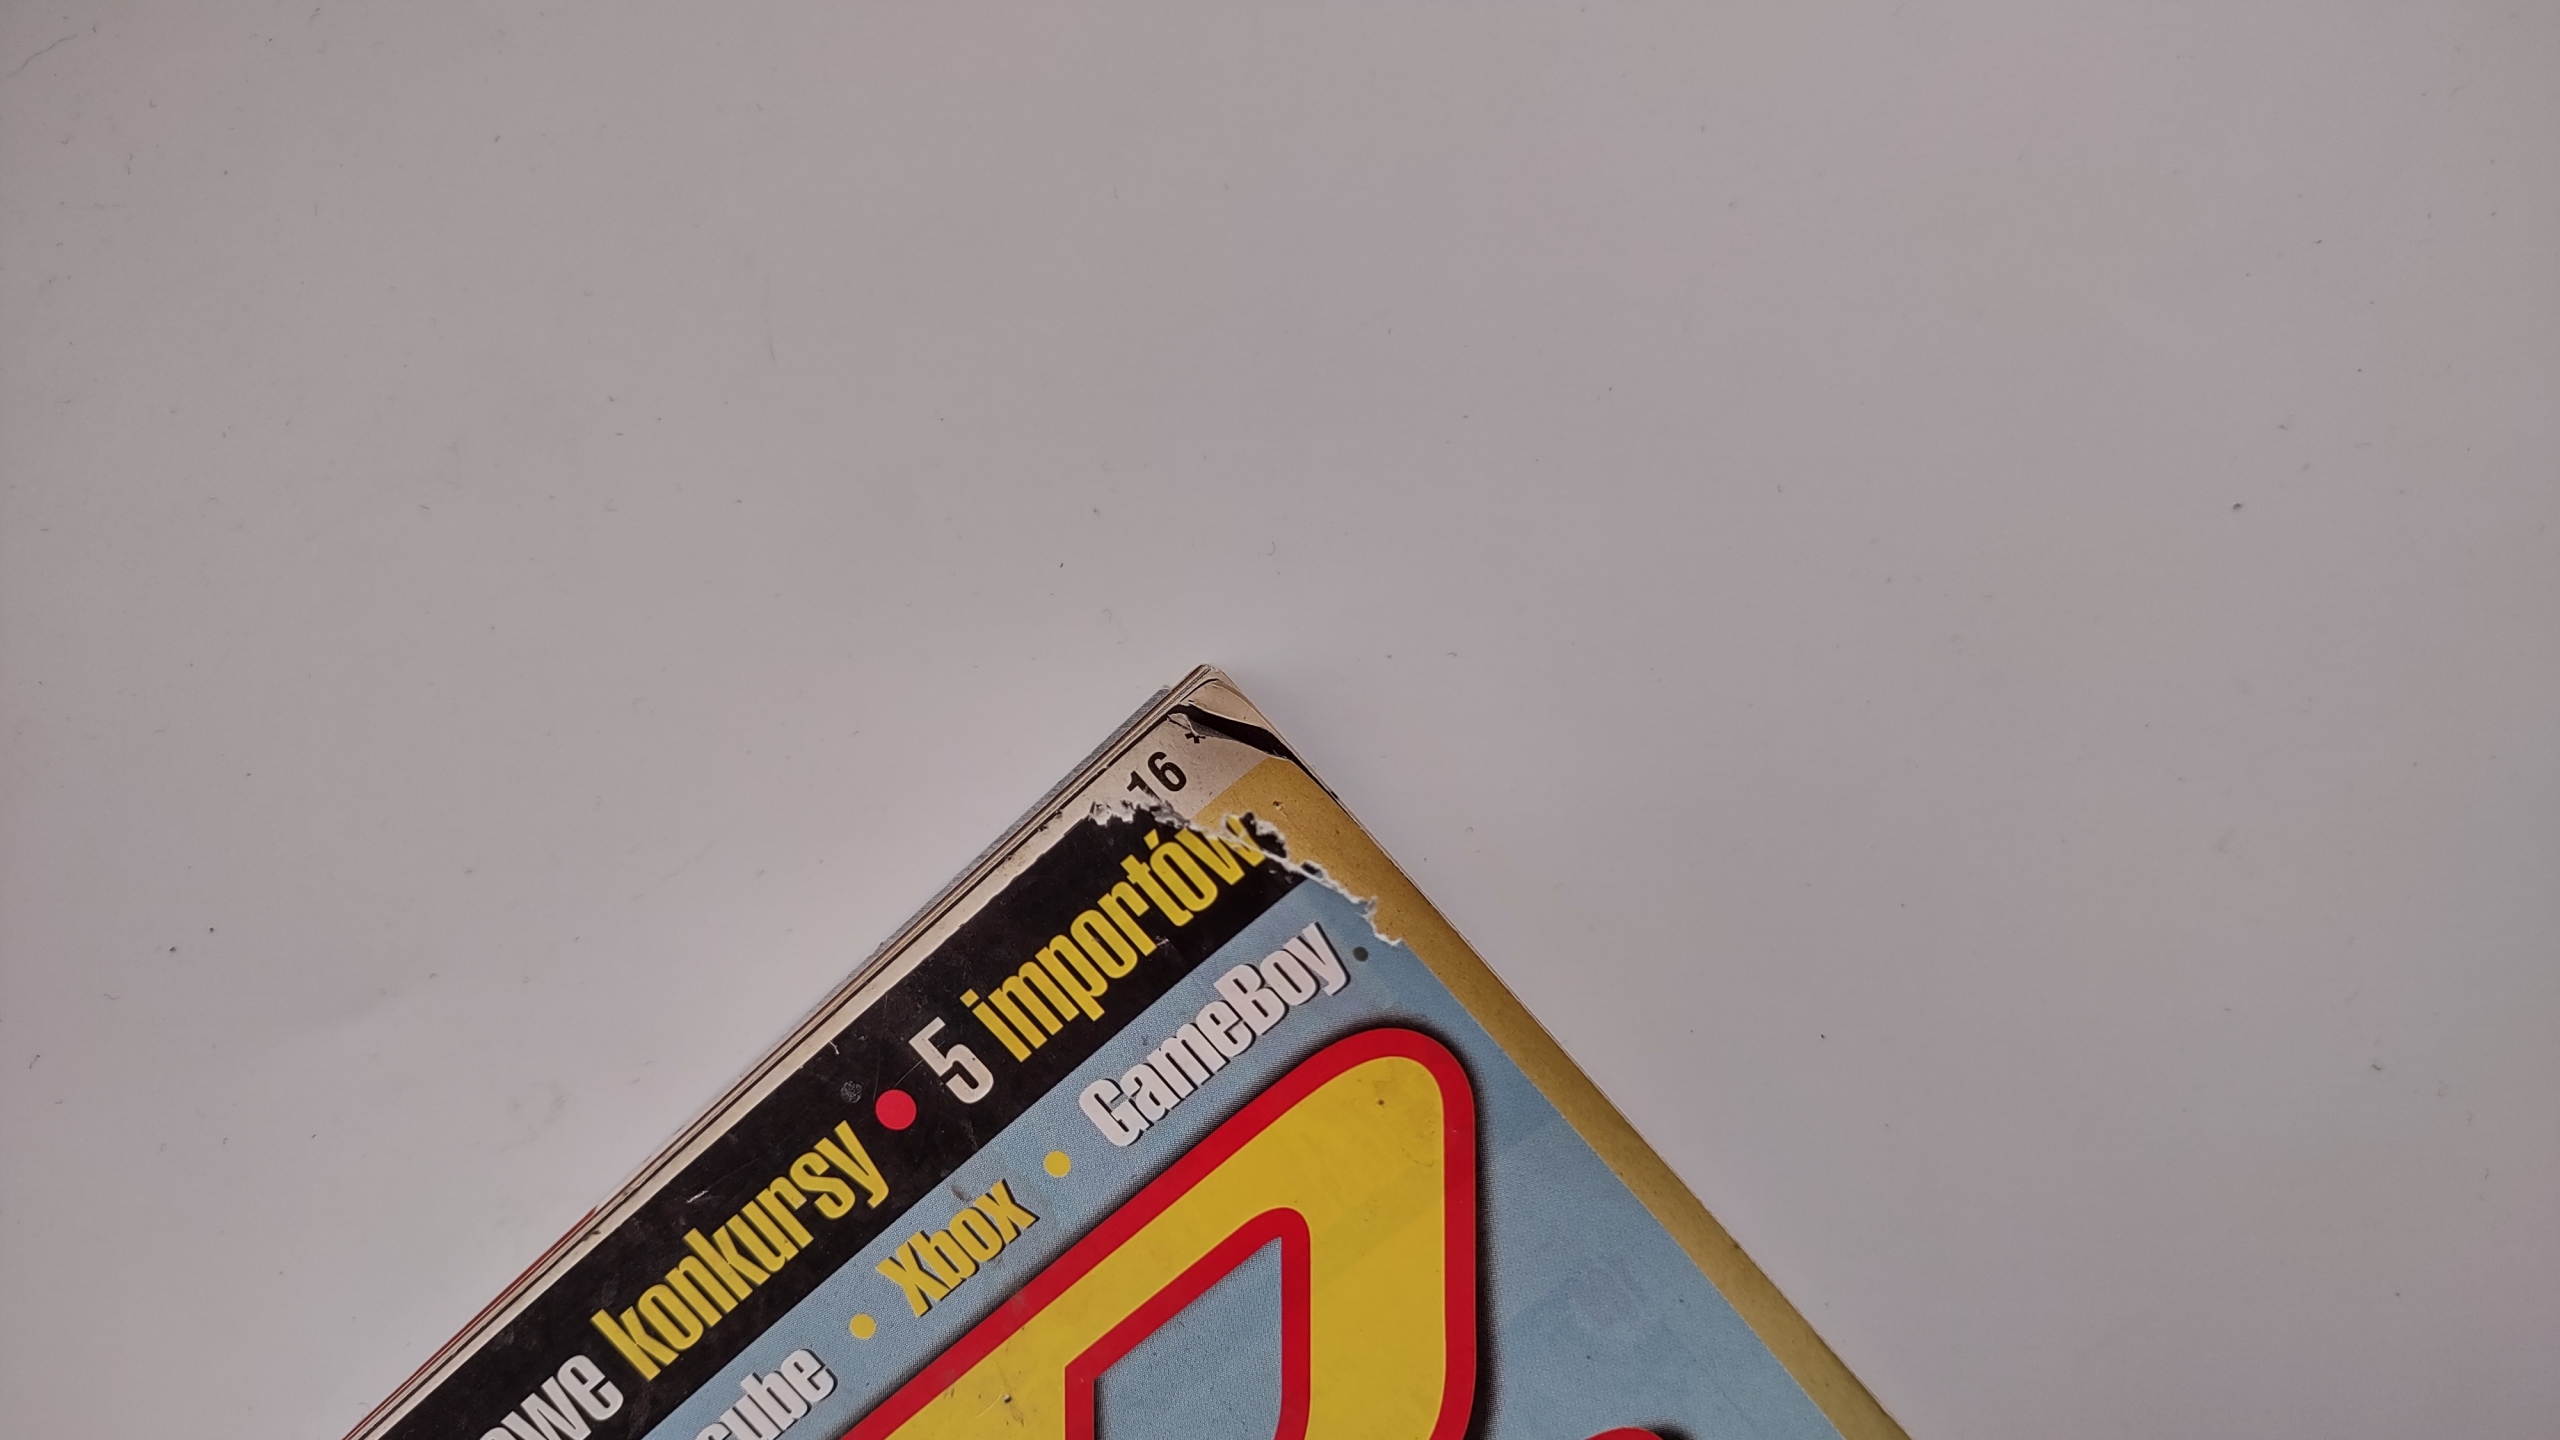 16
owe konkursy • 5 importów
cube • Xbox • GameBoy •